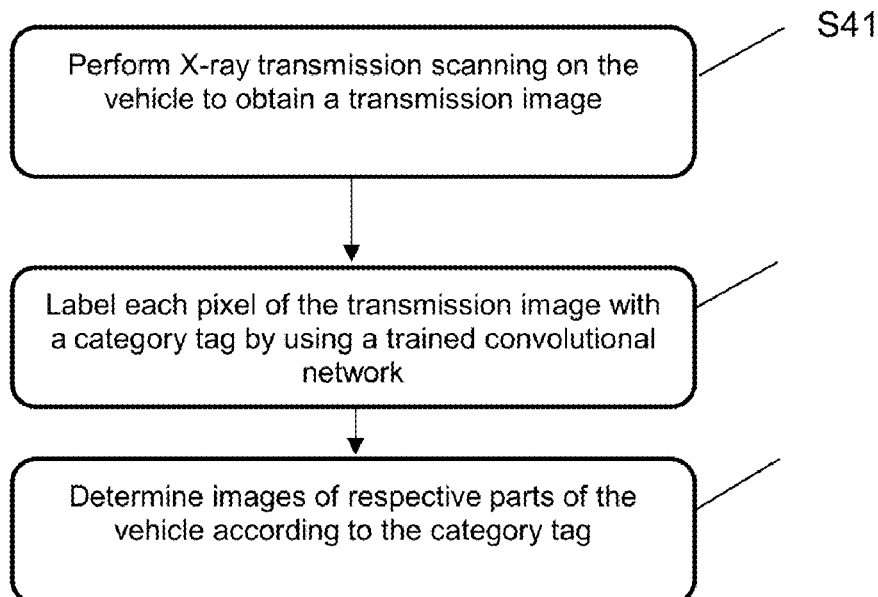 S41
Perform X-ray transmission scanning on the
vehicle to obtain a transmission image
Label each pixel of the transmission image with
a category tag by using a trained convolutional
network
Determine images of respective parts of the
vehicle according to the category tag